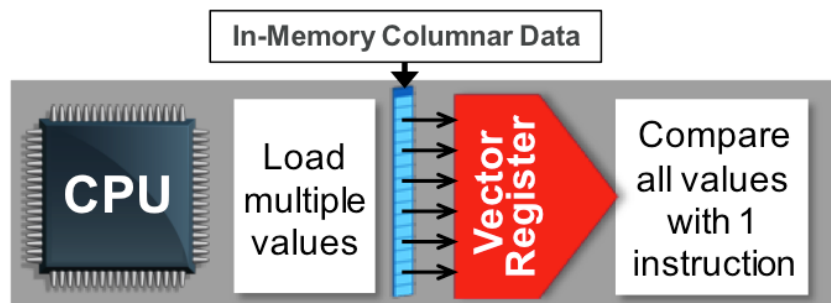 In-Memory Columnar Data
CPU
Load
multiple
values
Vector
Register
Compare
all values
with 1
instruction